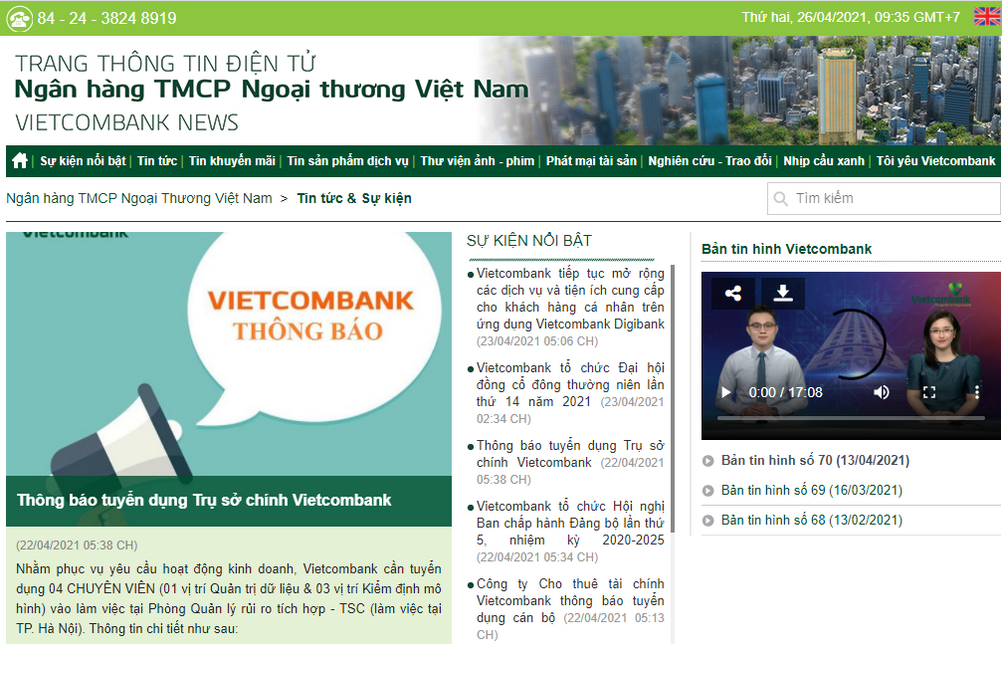 84 - 24 - 3824 8919
Thứ hai, 26/04/2021, 09:35 GMT+7
TRANG THÔNG TIN ĐIỆN TỬ
Ngân hàng TMCP Ngoại thương Việt Nam
VIETCOMBANK NEWS
| Sự kiện nổi bật | Tin tức | Tin khuyến mãi | Tin sản phẩm dịch vụ | Thư viện ảnh - phim | Phát mại tài sản | Nghiên cứu - Trao đổi | Nhịp cầu xanh | Tôi yêu Vietcombank
Ngân hàng TMCP Ngoại Thương Việt Nam > Tin tức & Sự kiện
Tìm kiếm
Vietcombank
VIETCOMBANK
THÔNG BÁO
Thông báo tuyển dụng Trụ sở chính Vietcombank
(22/04/2021 05:38 CH)
Nhằm phục vụ yêu cầu hoạt động kinh doanh, Vietcombank cần tuyển
dụng 04 CHUYÊN VIÊN (01 vị trí Quản trị dữ liệu & 03 vị trí Kiểm định mô
hình) vào làm việc tại Phòng Quản lý rủi ro tích hợp - TSC (làm việc tại
TP. Hà Nội). Thông tin chi tiết như sau:
SỰ KIỆN NỔI BẬT
Vietcombank tiếp tục mở rộng
các dịch vụ và tiện ích cung cấp
cho khách hàng cá nhân trên
ứng dụng Vietcombank Digibank
(23/04/2021 05:06 CH)
Vietcombank tổ chức Đại hội
đồng cổ đông thường niên lần
thứ 14 năm 2021 (23/04/2021
02:34 CH)
Thông báo tuyển dụng Trụ sở
chính Vietcombank (22/04/2021
05:38 CH)
Vietcombank tổ chức Hội nghị
Ban chấp hành Đảng bộ lần thứ
5, nhiệm kỳ 2020-2025
(22/04/2021 05:34 CH)
Công ty Cho thuê tài chính
Vietcombank thông báo tuyển
dụng cán bộ (22/04/2021 05:13
CH)
Bản tin hình Vietcombank
Vietcombank
0:00 / 17:08
Bản tin hình số 70 (13/04/2021)
Bản tin hình số 69 (16/03/2021)
Bản tin hình số 68 (13/02/2021)